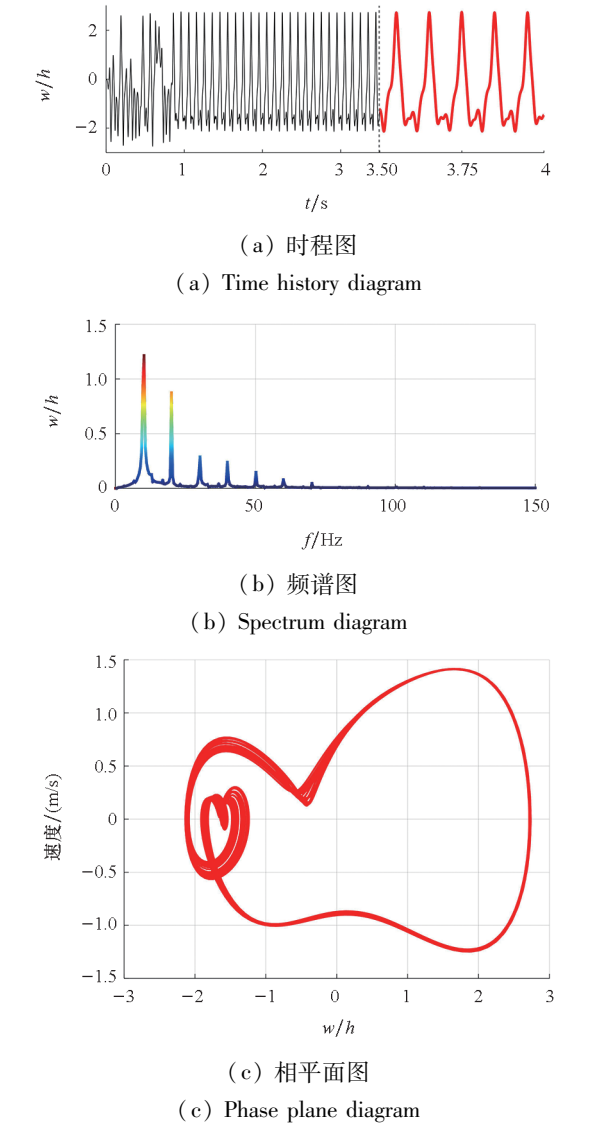 w/h
2
0
−2
0 1 2 3 3.50 3.75 4
t/s
（a）时程图
（a）Time history diagram
w/h
1.5
1.0
0.5
0
0 50 100 150
f/Hz
（b）频谱图
（b）Spectrum diagram
速度/(m/s)
1.5
1.0
0.5
0
−0.5
−1.0
−1.5
−3 −2 −1 0 1 2 3
w/h
（c）相平面图
（c）Phase plane diagram